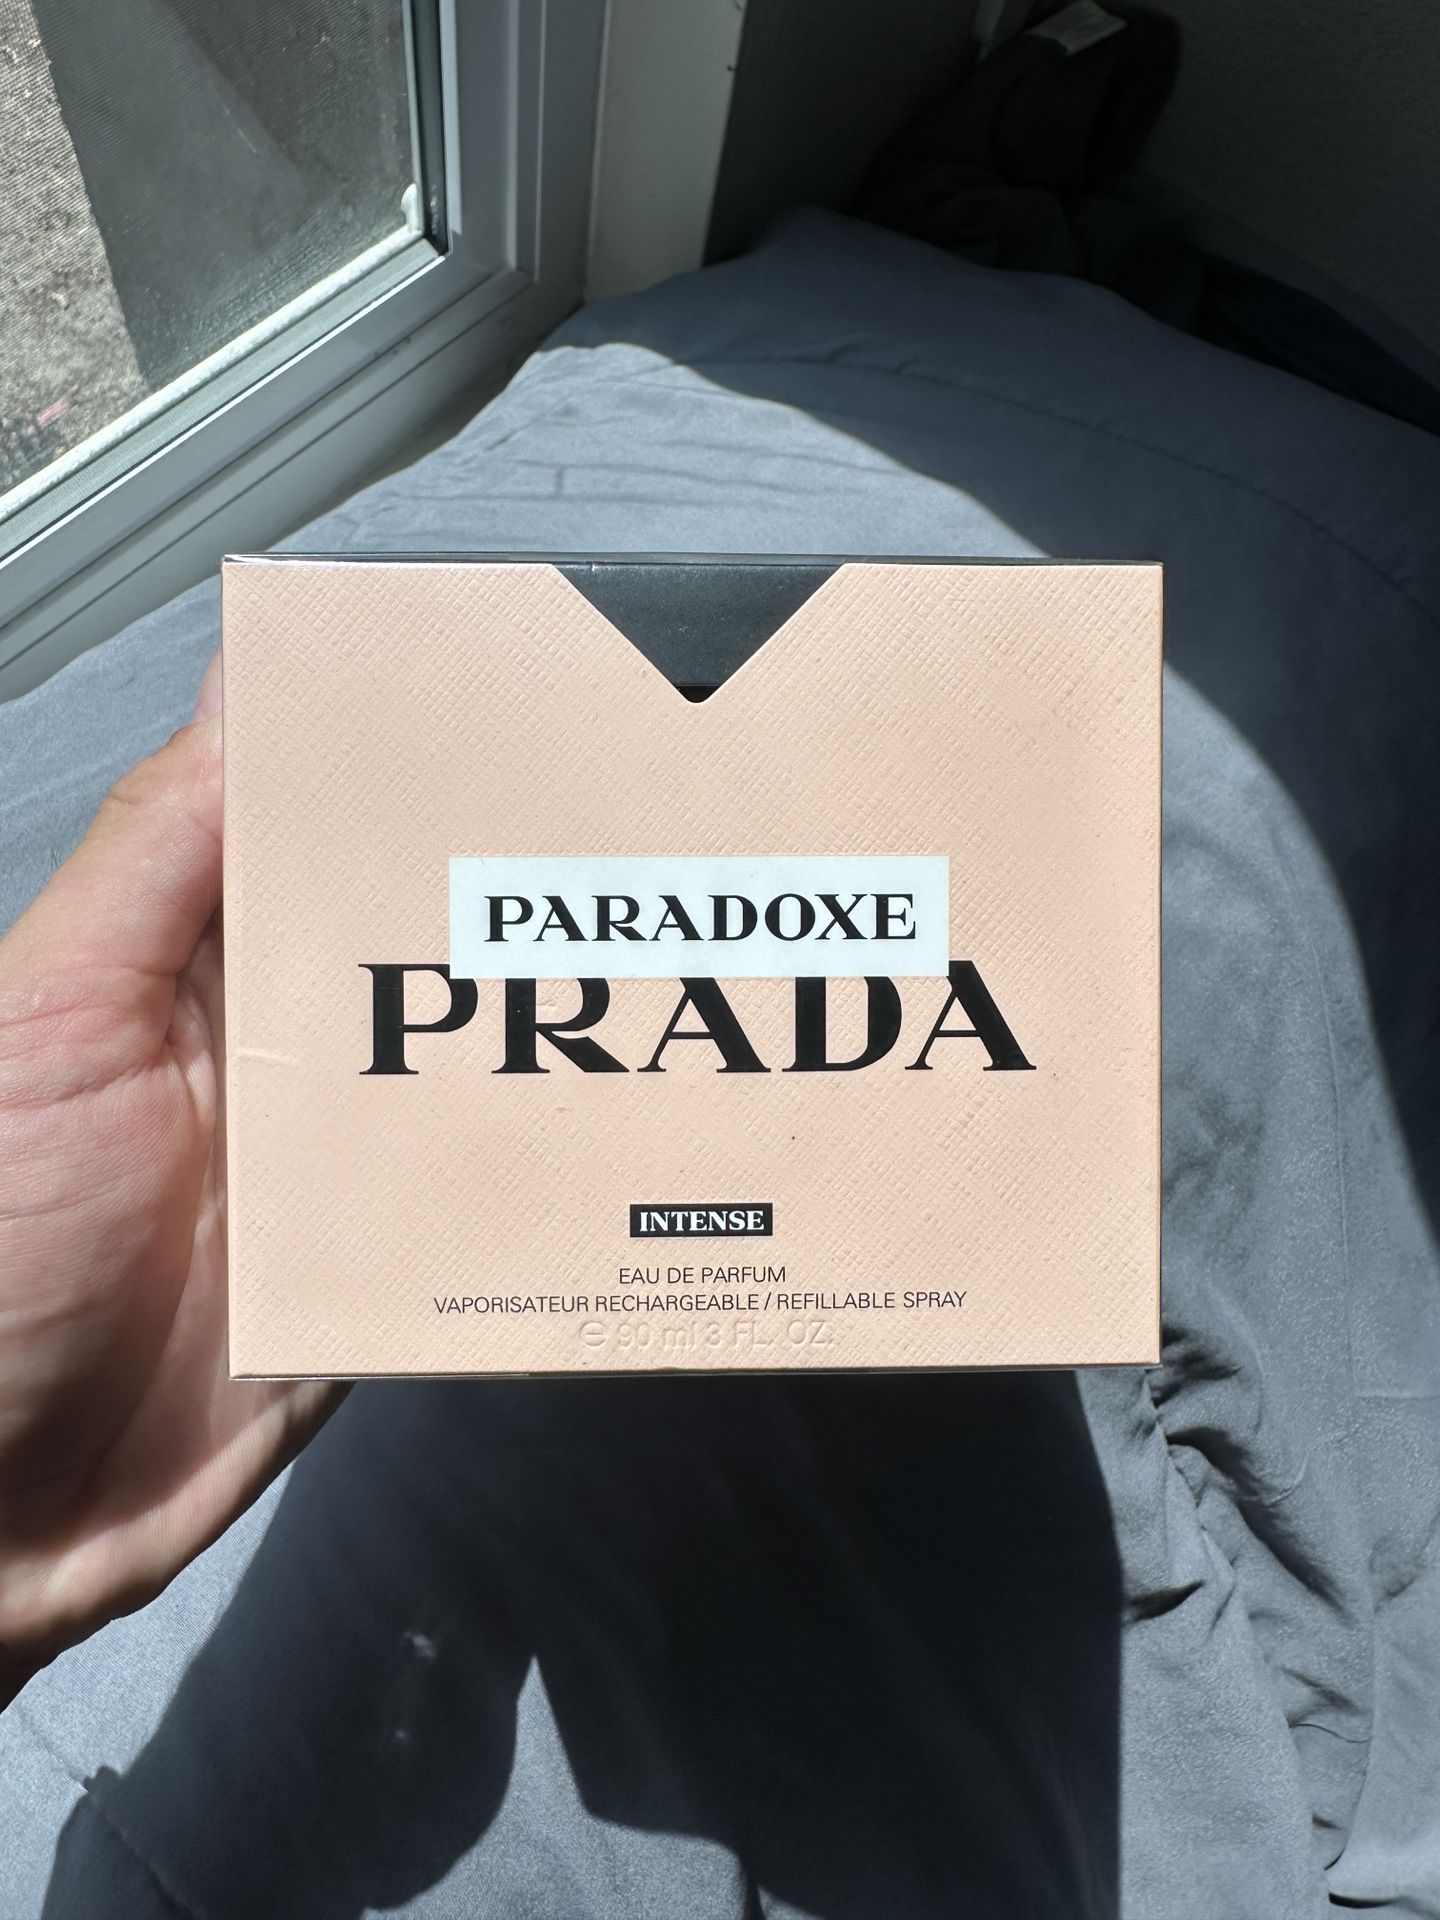 PARADOXE
PRADA
INTENSE
EAU DE PARFUM
VAPORISATEUR RECHARGEABLE / REFILLABLE SPRAY
℮ 90 ml 3 FL. OZ.